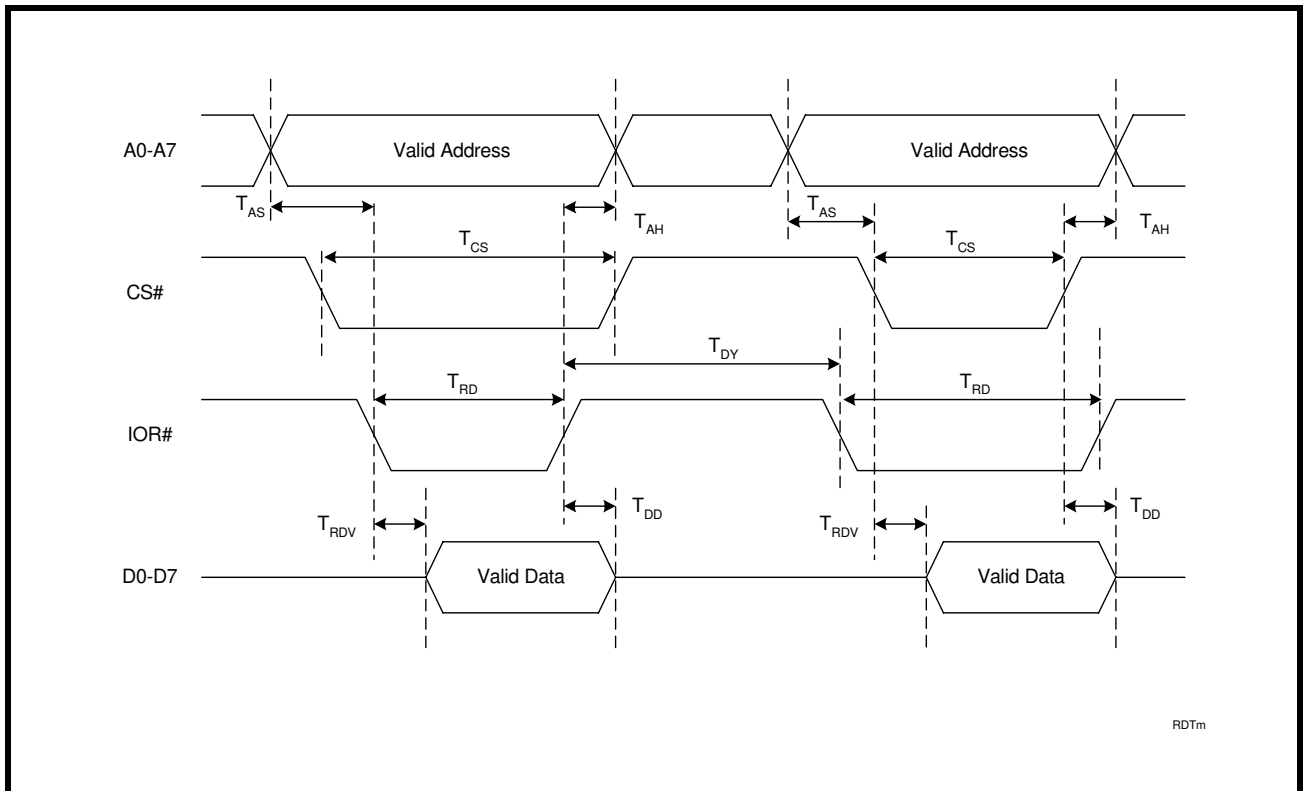 A0-A7
Valid Address
Valid Address
TAS
TAH
TAS
TAH
TCS
TCS
CS#
TDY
TRD
TRD
IOR#
TRDV
TDD
TRDV
TDD
D0-D7
Valid Data
Valid Data
RDTm